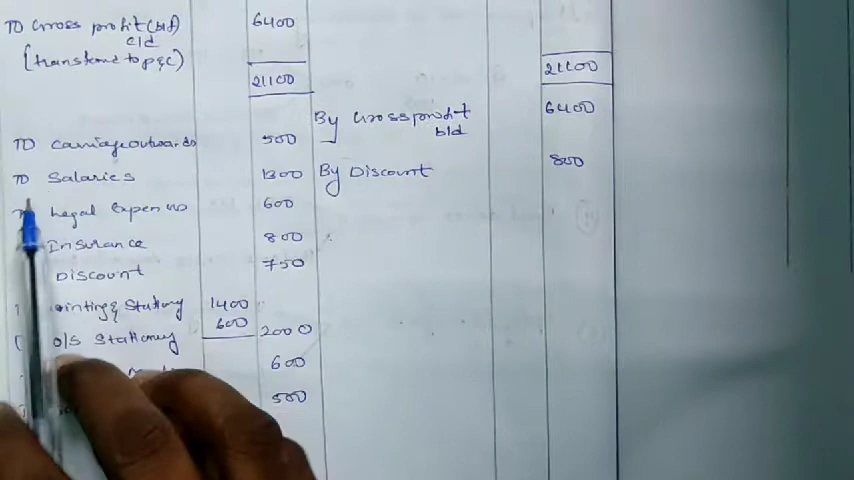 To Gross profit (bd) 6400
c/d
(transferred to p&c)
21100 21100
By Gross profit 6400
b/d
To Carriage outwards 500
To Salaries 1300 By Discount 800
Legal Expenses 600
Insurance 800
Discount 750
Printing & Stationery 1400
O/S Stationery 600 2000
600
500